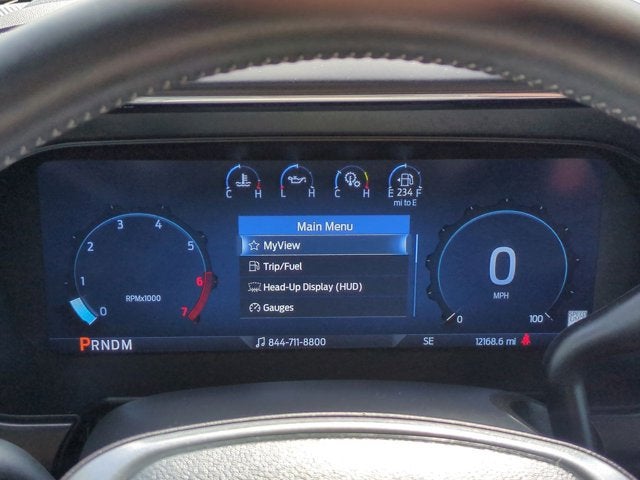 C H L H C H E F
234
mi to E
Main Menu
MyView
Trip/Fuel
Head-Up Display (HUD)
Gauges
0 1 2 3 4 5 6 7
RPMx1000
0
MPH
0 100
PRNDM
844-711-8800
SE
12168.6 mi